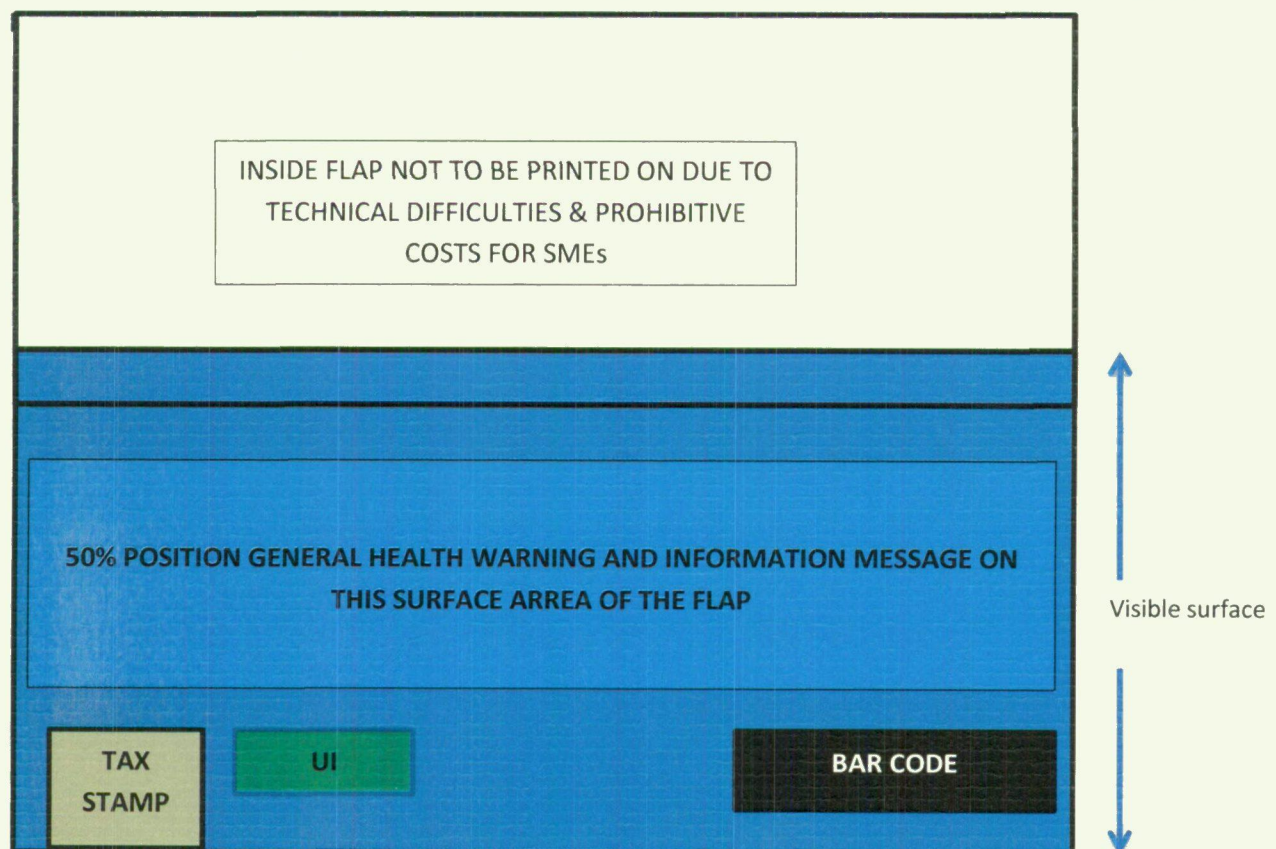 INSIDE FLAP NOT TO BE PRINTED ON DUE TO
TECHNICAL DIFFICULTIES & PROHIBITIVE
COSTS FOR SMEs
50% POSITION GENERAL HEALTH WARNING AND INFORMATION MESSAGE ON
THIS SURFACE ARREA OF THE FLAP
Visible surface
TAX
STAMP
UI
BAR CODE